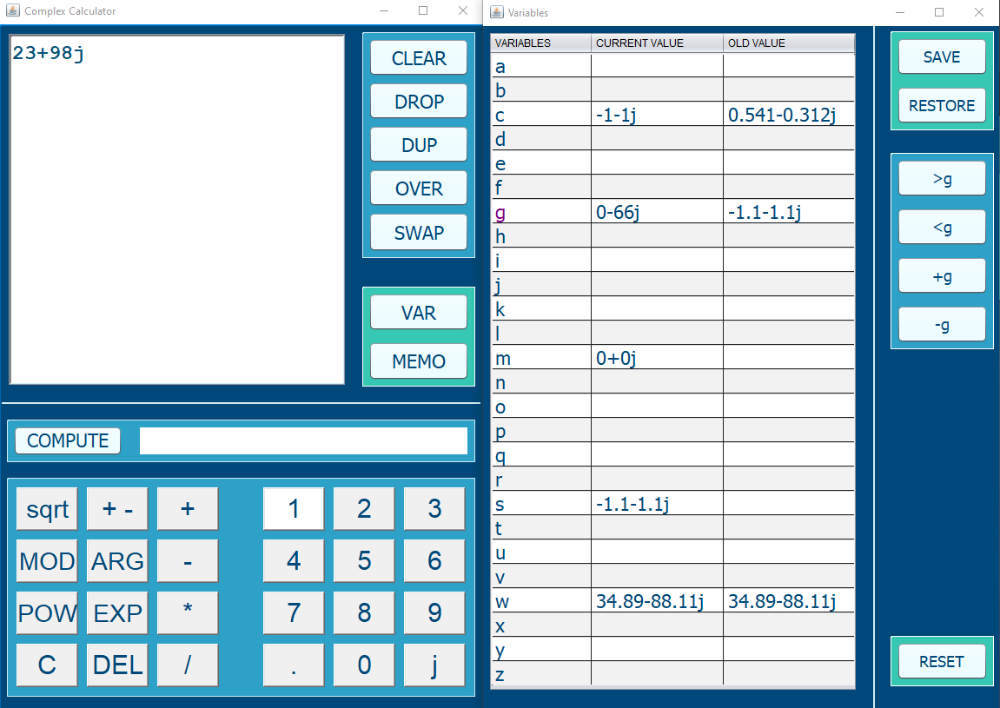 Complex Calculator
23+98j
CLEAR
DROP
DUP
OVER
SWAP
VAR
MEMO
COMPUTE
sqrt + - + 1 2 3
MOD ARG - 4 5 6
POW EXP * 7 8 9
C DEL / . 0 j
Variables
VARIABLES CURRENT VALUE OLD VALUE
a
b
c -1-1j 0.541-0.312j
d
e
f
g 0-66j -1.1-1.1j
h
i
j
k
l
m 0+0j
n
o
p
q
r
s -1.1-1.1j
t
u
v
w 34.89-88.11j 34.89-88.11j
x
y
z
SAVE
RESTORE
>g
<g
+g
-g
RESET